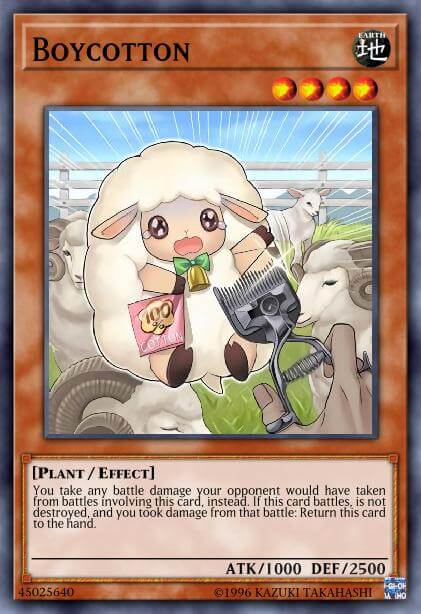 BOYCOTTON
EARTH
地
100
%
COTTON
[PLANT / EFFECT]
You take any battle damage your opponent would have taken
from battles involving this card, instead. If this card battles, is not
destroyed, and you took damage from that battle: Return this card
to the hand.
ATK/1000 DEF/2500
45025640
©1996 KAZUKI TAKAHASHI